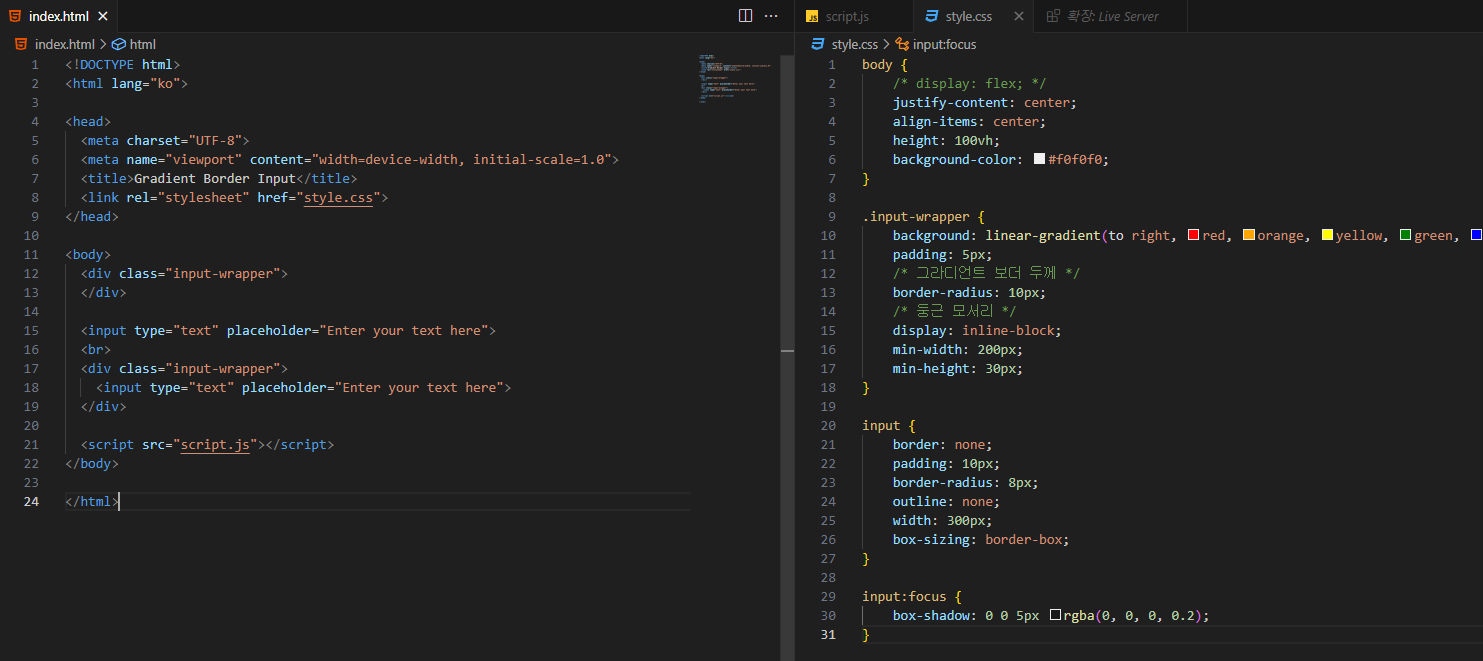 index.html
index.html > html
1 <!DOCTYPE html>
2 <html lang="ko">
3
4 <head>
5 <meta charset="UTF-8">
6 <meta name="viewport" content="width=device-width, initial-scale=1.0">
7 <title>Gradient Border Input</title>
8 <link rel="stylesheet" href="style.css">
9 </head>
10
11 <body>
12 <div class="input-wrapper">
13 </div>
14
15 <input type="text" placeholder="Enter your text here">
16 <br>
17 <div class="input-wrapper">
18 <input type="text" placeholder="Enter your text here">
19 </div>
20
21 <script src="script.js"></script>
22 </body>
23
24 </html>
JS script.js
style.css
확장: Live Server
style.css > input:focus
1 body {
2 /* display: flex; */
3 justify-content: center;
4 align-items: center;
5 height: 100vh;
6 background-color: #f0f0f0;
7 }
8
9 .input-wrapper {
10 background: linear-gradient(to right, red, orange, yellow, green,
11 padding: 5px;
12 /* 그라디언트 보더 두께 */
13 border-radius: 10px;
14 /* 둥근 모서리 */
15 display: inline-block;
16 min-width: 200px;
17 min-height: 30px;
18 }
19
20 input {
21 border: none;
22 padding: 10px;
23 border-radius: 8px;
24 outline: none;
25 width: 300px;
26 box-sizing: border-box;
27 }
28
29 input:focus {
30 box-shadow: 0 0 5px rgba(0, 0, 0, 0.2);
31 }